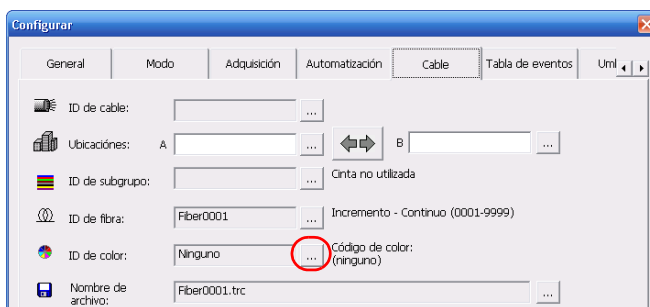 Configurar
General Modo Adquisición Automatización Cable Tabla de eventos
ID de cable: ...
Ubicaciónes: A ... B ...
ID de subgrupo: ... Cinta no utilizada
ID de fibra: Fiber0001 ... Incremento - Continuo (0001-9999)
ID de color: Ninguno ... Código de color:
(ninguno)
Nombre de
archivo: Fiber0001.trc ...